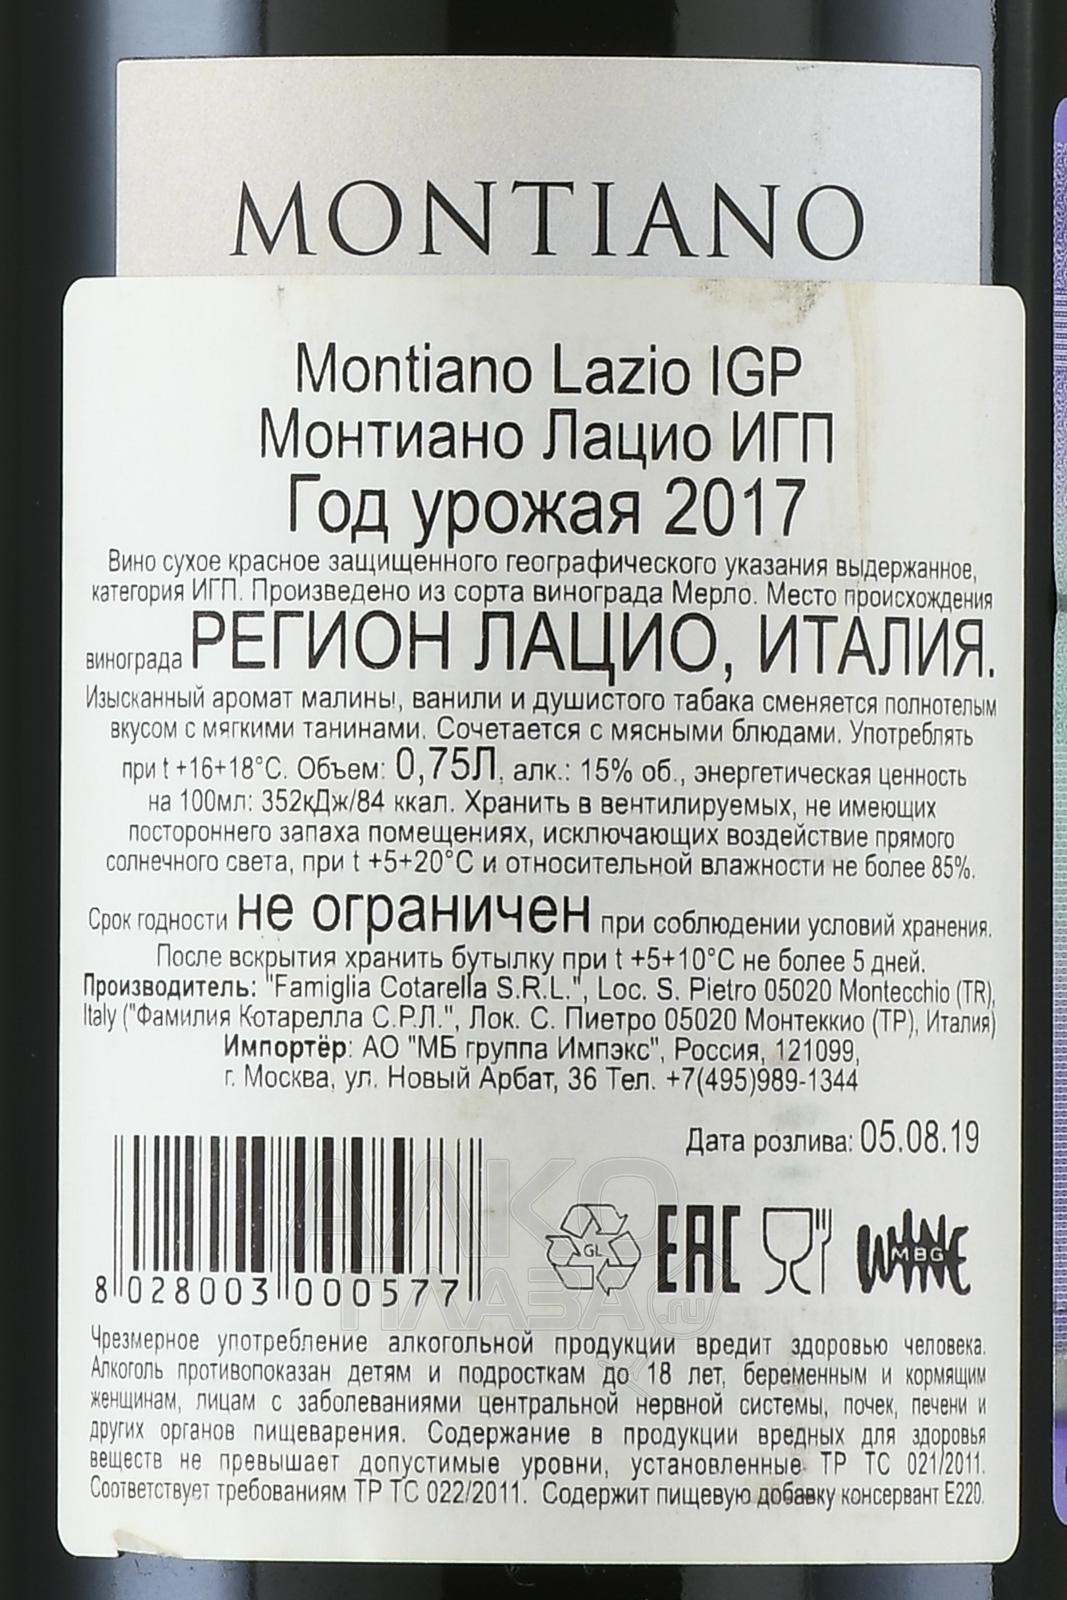 MONTIANO
Montiano Lazio IGP
Монтиано Лацио ИГП
Год урожая 2017
Вино сухое красное защищенного географического указания выдержанное,
категория ИГП. Произведено из сорта винограда Мерло. Место происхождения
винограда РЕГИОН ЛАЦИО, ИТАЛИЯ.
Изысканный аромат малины, ванили и душистого табака сменяется полнотелым
вкусом с мягкими танинами. Сочетается с мясными блюдами. Употреблять
при t +16+18°С. Объем: 0,75Л, алк.: 15% об., энергетическая ценность
на 100мл: 352кДж/84 ккал. Хранить в вентилируемых, не имеющих
постороннего запаха помещениях, исключающих воздействие прямого
солнечного света, при t +5+20°С и относительной влажности не более 85%.
Срок годности не ограничен при соблюдении условий хранения.
После вскрытия хранить бутылку при t +5+10°С не более 5 дней.
Производитель: "Famiglia Cotarella S.R.L.", Loc. S. Pietro 05020 Montecchio (TR),
Italy ("Фамилия Котарелла С.Р.Л.", Лок. С. Пиетро 05020 Монтеккио (ТР), Италия)
Импортёр: АО "МБ группа Импэкс", Россия, 121099,
г. Москва, ул. Новый Арбат, 36 Тел. +7(495)989-1344
Дата розлива: 05.08.19
GL
EAC
WINE
MBG
8 028003 000577
АЛКО
ПЛАЗА.ru
Чрезмерное употребление алкогольной продукции вредит здоровью человека.
Алкоголь противопоказан детям и подросткам до 18 лет, беременным и кормящим
женщинам, лицам с заболеваниями центральной нервной системы, почек, печени и
других органов пищеварения. Содержание в продукции вредных для здоровья
веществ не превышает допустимые уровни, установленные ТР ТС 021/2011.
Соответствует требованиям ТР ТС 022/2011. Содержит пищевую добавку консервант Е220.